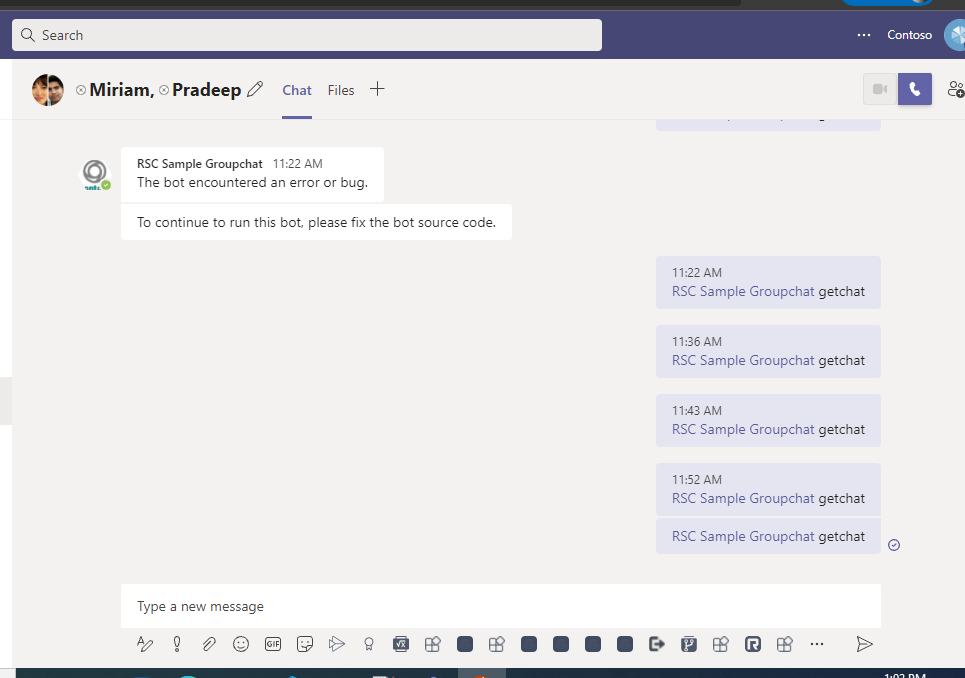 Search
Contoso
Miriam, Pradeep
Chat
Files
RSC Sample Groupchat 11:22 AM
The bot encountered an error or bug.
To continue to run this bot, please fix the bot source code.
11:22 AM
RSC Sample Groupchat getchat
11:36 AM
RSC Sample Groupchat getchat
11:43 AM
RSC Sample Groupchat getchat
11:52 AM
RSC Sample Groupchat getchat
RSC Sample Groupchat getchat
Type a new message
GIF